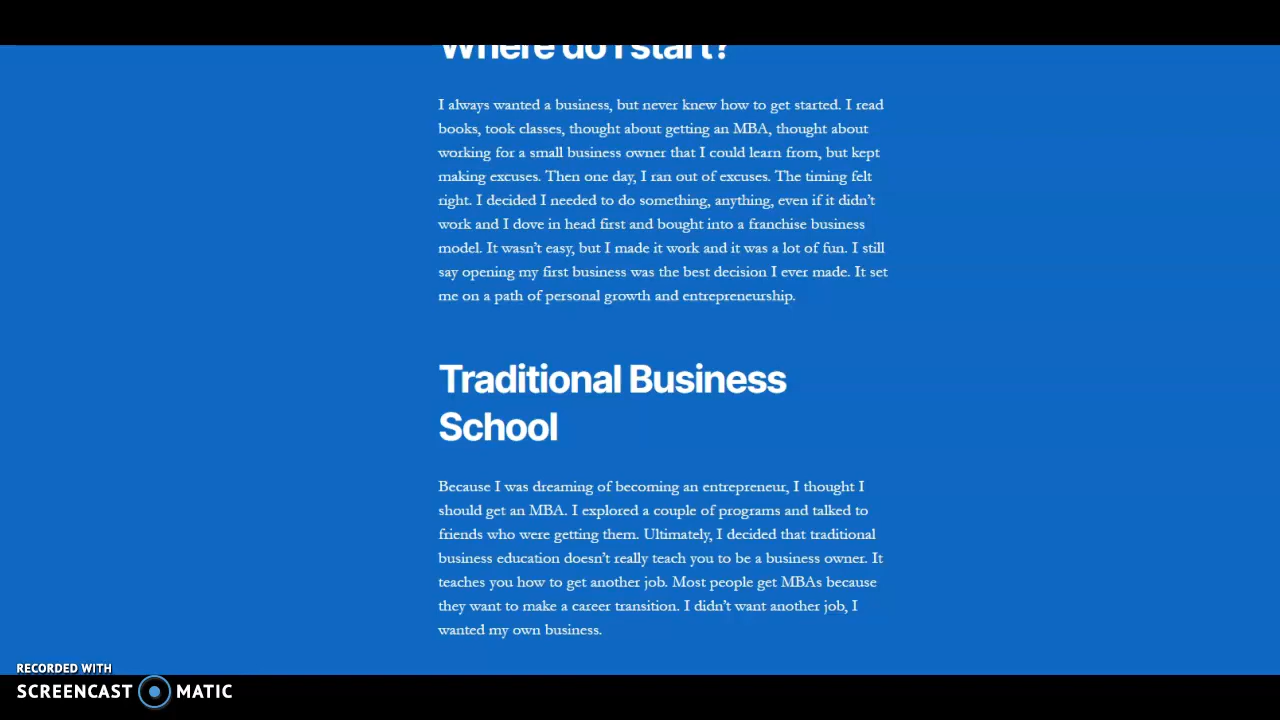 Where do I start?
I always wanted a business, but never knew how to get started. I read
books, took classes, thought about getting an MBA, thought about
working for a small business owner that I could learn from, but kept
making excuses. Then one day, I ran out of excuses. The timing felt
right. I decided I needed to do something, anything, even if it didn’t
work and I dove in head first and bought into a franchise business
model. It wasn’t easy, but I made it work and it was a lot of fun. I still
say opening my first business was the best decision I ever made. It set
me on a path of personal growth and entrepreneurship.
Traditional Business
School
Because I was dreaming of becoming an entrepreneur, I thought I
should get an MBA. I explored a couple of programs and talked to
friends who were getting them. Ultimately, I decided that traditional
business education doesn’t really teach you to be a business owner. It
teaches you how to get another job. Most people get MBAs because
they want to make a career transition. I didn’t want another job, I
wanted my own business.
RECORDED WITH
SCREENCAST MATIC